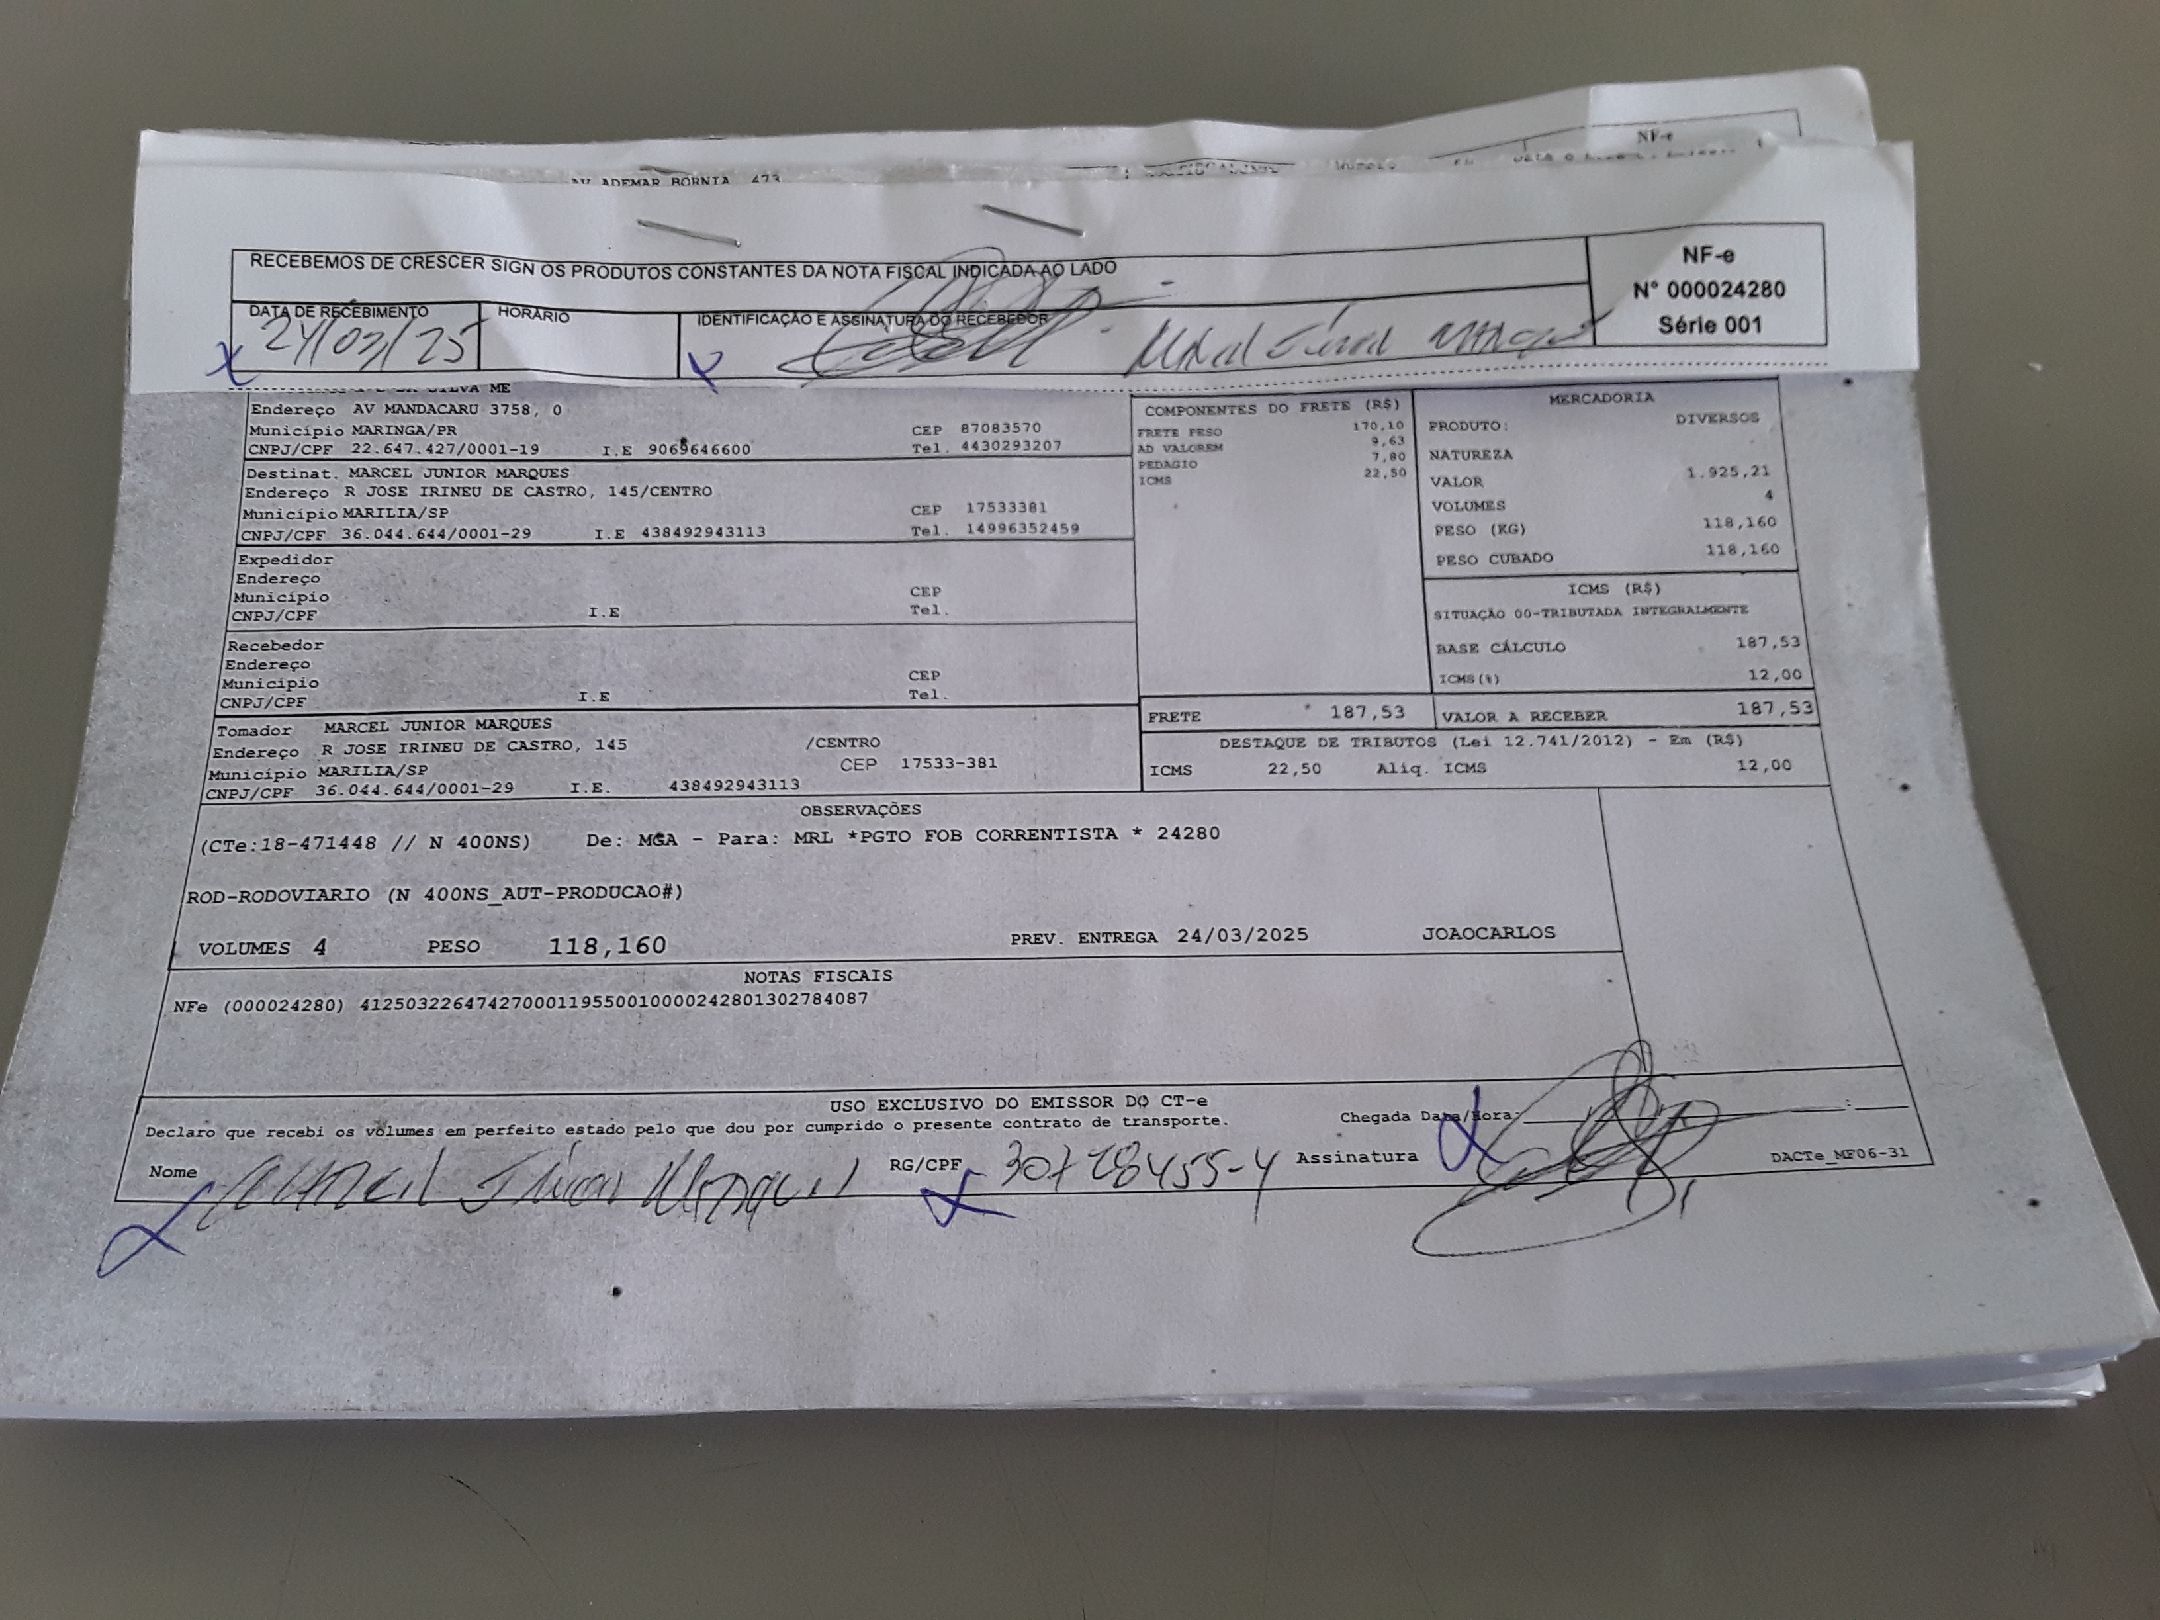 AV ADEMAR BORNIA 473
NF-e
RECEBEMOS DE CRESCER SIGN OS PRODUTOS CONSTANTES DA NOTA FISCAL INDICADA AO LADO
NF-e
N° 000024280
Série 001
DATA DE RECEBIMENTO
24/03/25
HORÁRIO
IDENTIFICAÇÃO E ASSINATURA DO RECEBEDOR
Marcel Júnior Marques
SILVA ME
Endereço AV MANDACARU 3758, 0
Município MARINGA/PR CEP 87083570
CNPJ/CPF 22.647.427/0001-19 I.E 9069646600 Tel. 4430293207
Destinat. MARCEL JUNIOR MARQUES
Endereço R JOSE IRINEU DE CASTRO, 145/CENTRO
Município MARILIA/SP CEP 17533381
CNPJ/CPF 36.044.644/0001-29 I.E 438492943113 Tel. 14996352459
Expedidor
Endereço
Município CEP
CNPJ/CPF I.E Tel.
Recebedor
Endereço
Município CEP
CNPJ/CPF I.E Tel.
Tomador MARCEL JUNIOR MARQUES
Endereço R JOSE IRINEU DE CASTRO, 145 /CENTRO
Município MARILIA/SP CEP 17533-381
CNPJ/CPF 36.044.644/0001-29 I.E. 438492943113
COMPONENTES DO FRETE (R$)
FRETE PESO 170,10
AD VALOREM 9,63
PEDAGIO 7,80
ICMS 22,50
MERCADORIA
PRODUTO: DIVERSOS
NATUREZA
VALOR 1.925,21
VOLUMES 4
PESO (KG) 118,160
PESO CUBADO 118,160
ICMS (R$)
SITUAÇÃO 00-TRIBUTADA INTEGRALMENTE
BASE CÁLCULO 187,53
ICMS(%) 12,00
FRETE 187,53 VALOR A RECEBER 187,53
DESTAQUE DE TRIBUTOS (Lei 12.741/2012) - Em (R$)
ICMS 22,50 Aliq. ICMS 12,00
OBSERVAÇÕES
(CTe:18-471448 // N 400NS) De: MGA - Para: MRL *PGTO FOB CORRENTISTA * 24280
ROD-RODOVIARIO (N 400NS_AUT-PRODUCAO#)
VOLUMES 4 PESO 118,160 PREV. ENTREGA 24/03/2025 JOAOCARLOS
NOTAS FISCAIS
NFe (000024280) 41250322647427000119550010000242801302784087
USO EXCLUSIVO DO EMISSOR DO CT-e
Declaro que recebi os volumes em perfeito estado pelo que dou por cumprido o presente contrato de transporte. Chegada Data/Hora:
Nome Marcel Júnior Marques RG/CPF 30728455-4 Assinatura DACTe_MF06-31